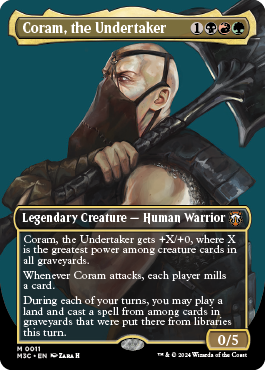 Coram, the Undertaker 1
Legendary Creature — Human Warrior
Coram, the Undertaker gets +X/+0, where X
is the greatest power among creature cards in
all graveyards.
Whenever Coram attacks, each player mills
a card.
During each of your turns, you may play a
land and cast a spell from among cards in
graveyards that were put there from libraries
this turn.
0/5
M 0011
M3C • EN Zara H
™ & © 2024 Wizards of the Coast